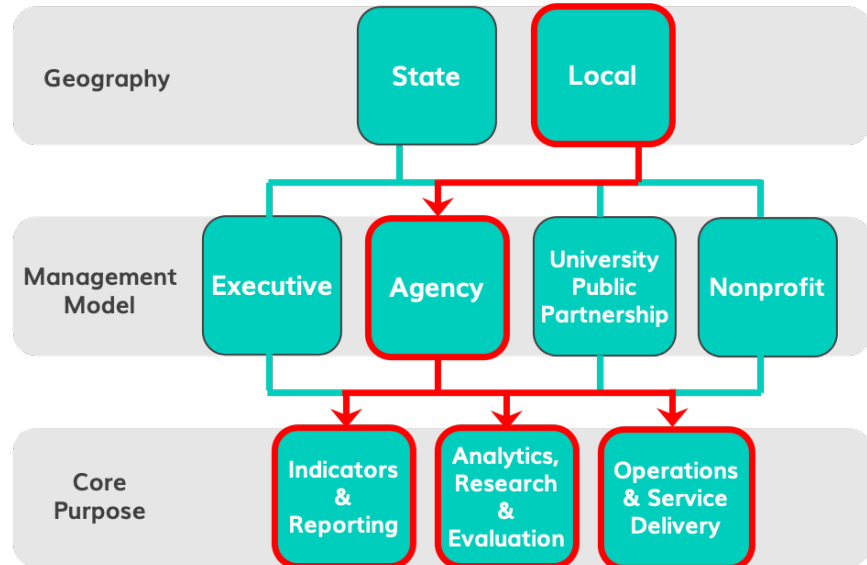 Geography
State
Local
Management
Model
Executive
Agency
University
Public
Partnership
Nonprofit
Core
Purpose
Indicators
&
Reporting
Analytics,
Research
&
Evaluation
Operations
& Service
Delivery